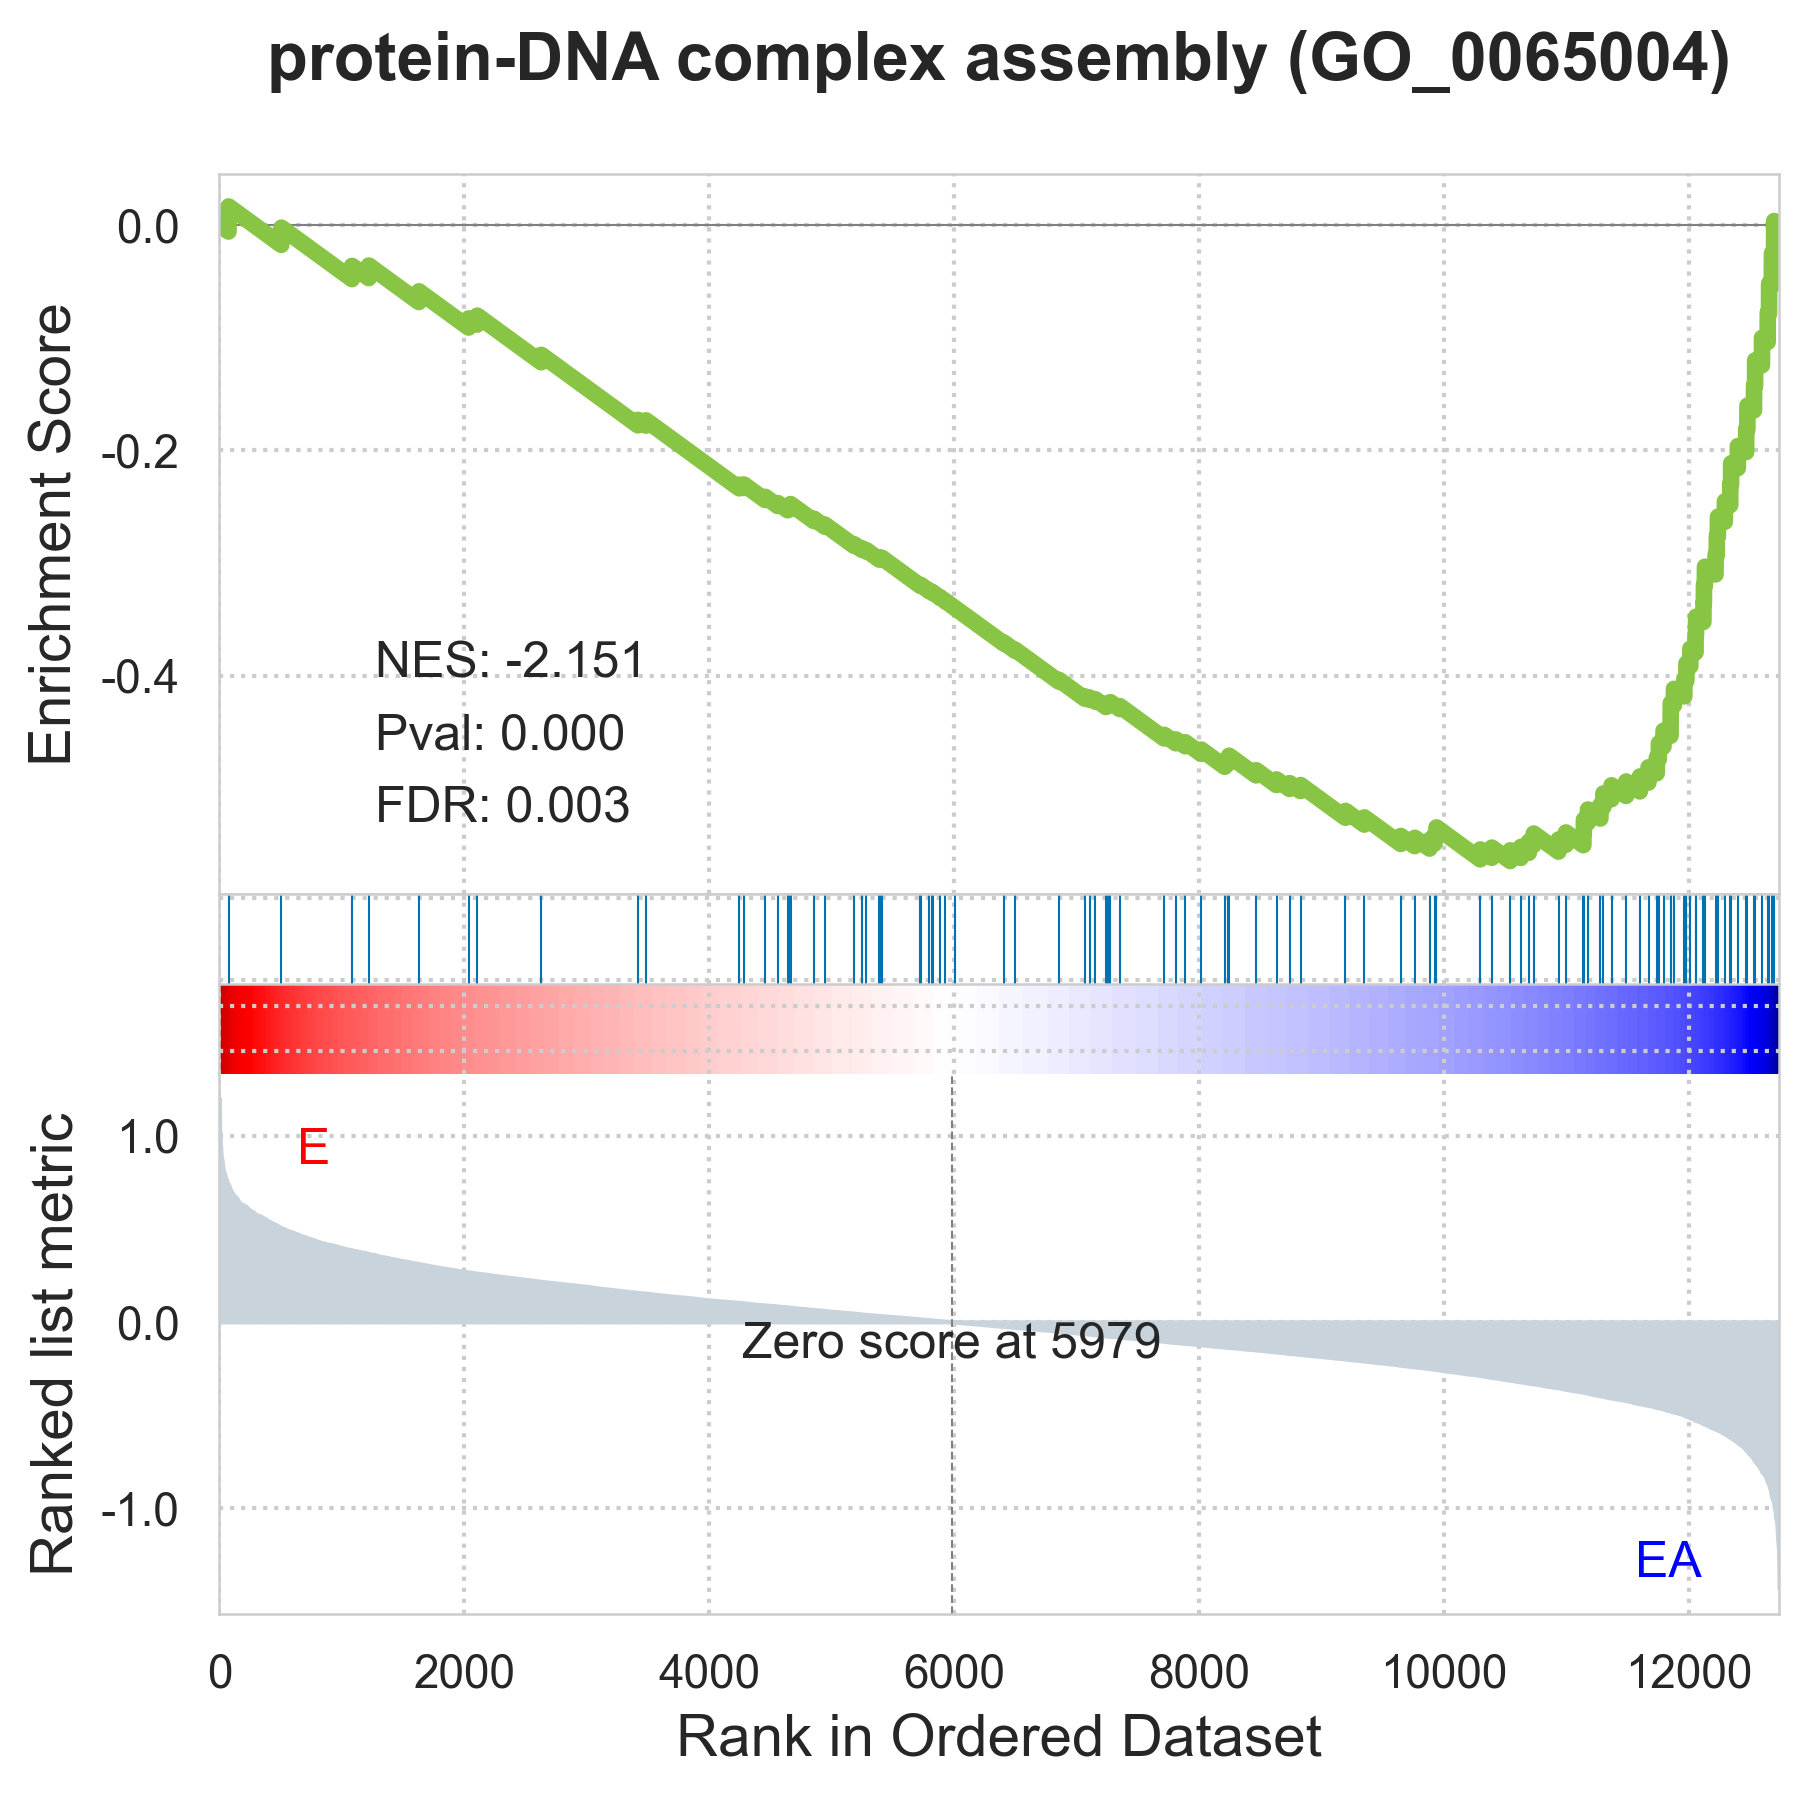 protein-DNA complex assembly (GO_0065004)
Enrichment Score
0.0
-0.2
-0.4
NES: -2.151
Pval: 0.000
FDR: 0.003
Ranked list metric
1.0
0.0
-1.0
E
Zero score at 5979
EA
0 2000 4000 6000 8000 10000 12000
Rank in Ordered Dataset